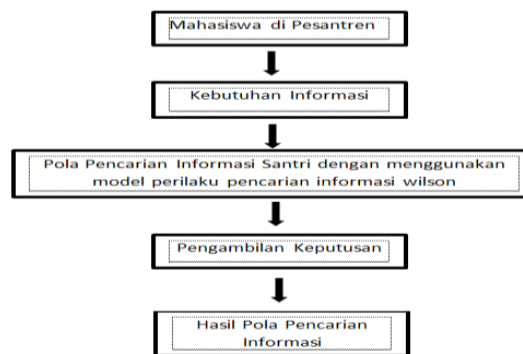 Mahasiswa di Pesantren
Kebutuhan Informasi
Pola Pencarian Informasi Santri dengan menggunakan
model perilaku pencarian informasi wilson
Pengambilan Keputusan
Hasil Pola Pencarian
Informasi